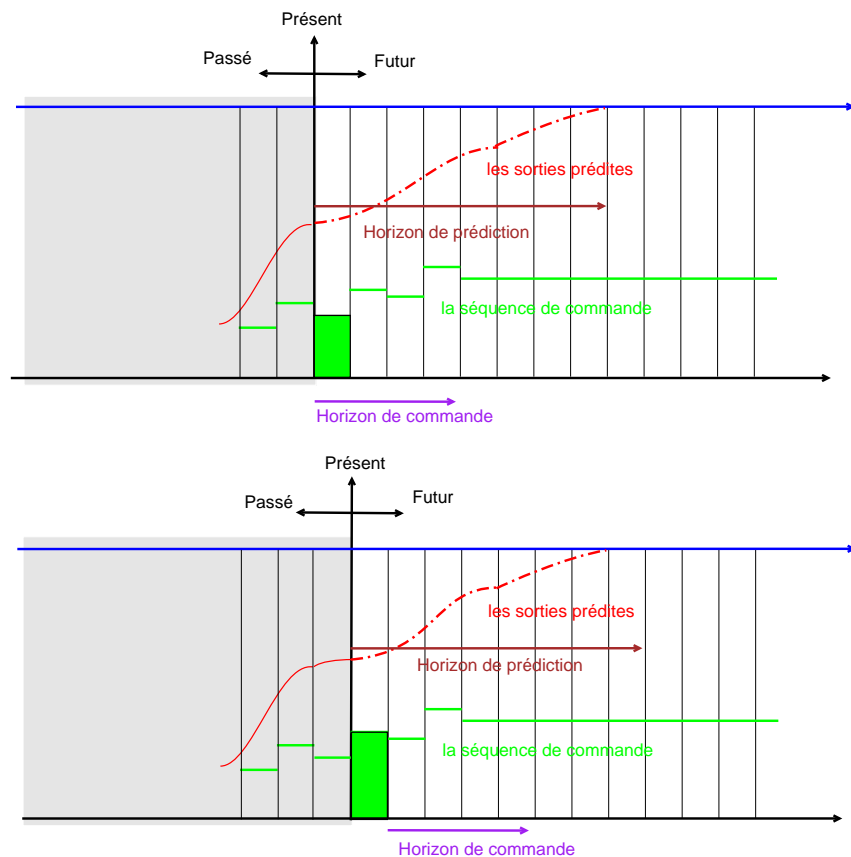 Présent
Passé
Futur
les sorties prédites
Horizon de prédiction
la séquence de commande
Horizon de commande
Présent
Passé
Futur
les sorties prédites
Horizon de prédiction
la séquence de commande
Horizon de commande